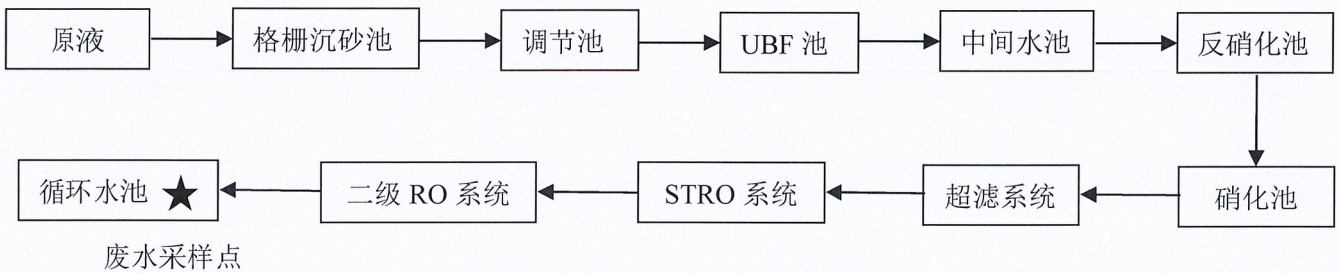 原液
格栅沉砂池
调节池
UBF 池
中间水池
反硝化池
循环水池 ★
二级 RO 系统
STRO 系统
超滤系统
硝化池
废水采样点